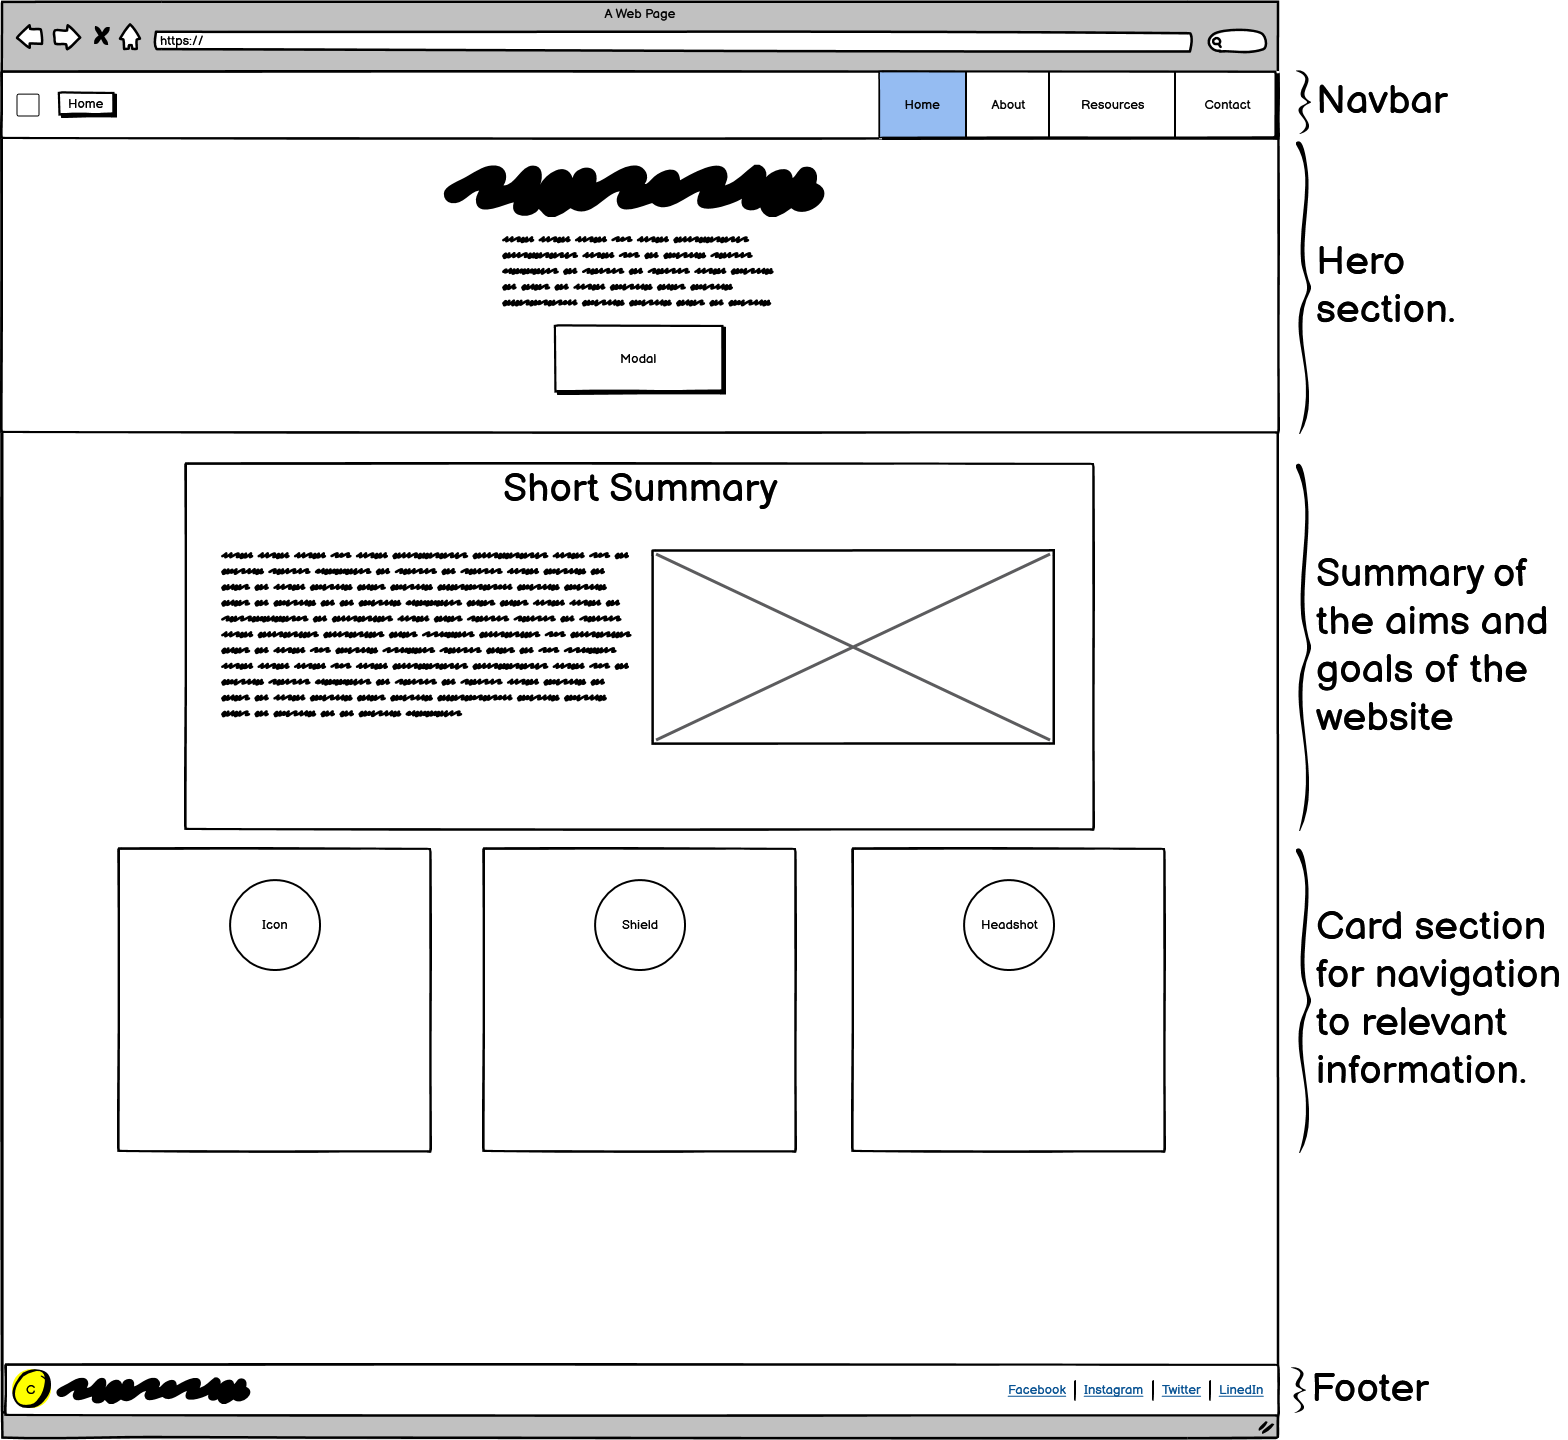 A Web Page
https://
Home
Home
About
Resources
Contact
Navbar
Hero
section.
Modal
Short Summary
Summary of
the aims and
goals of the
website
Icon
Shield
Headshot
Card section
for navigation
to relevant
information.
C
Facebook
Instagram
Twitter
LinedIn
Footer